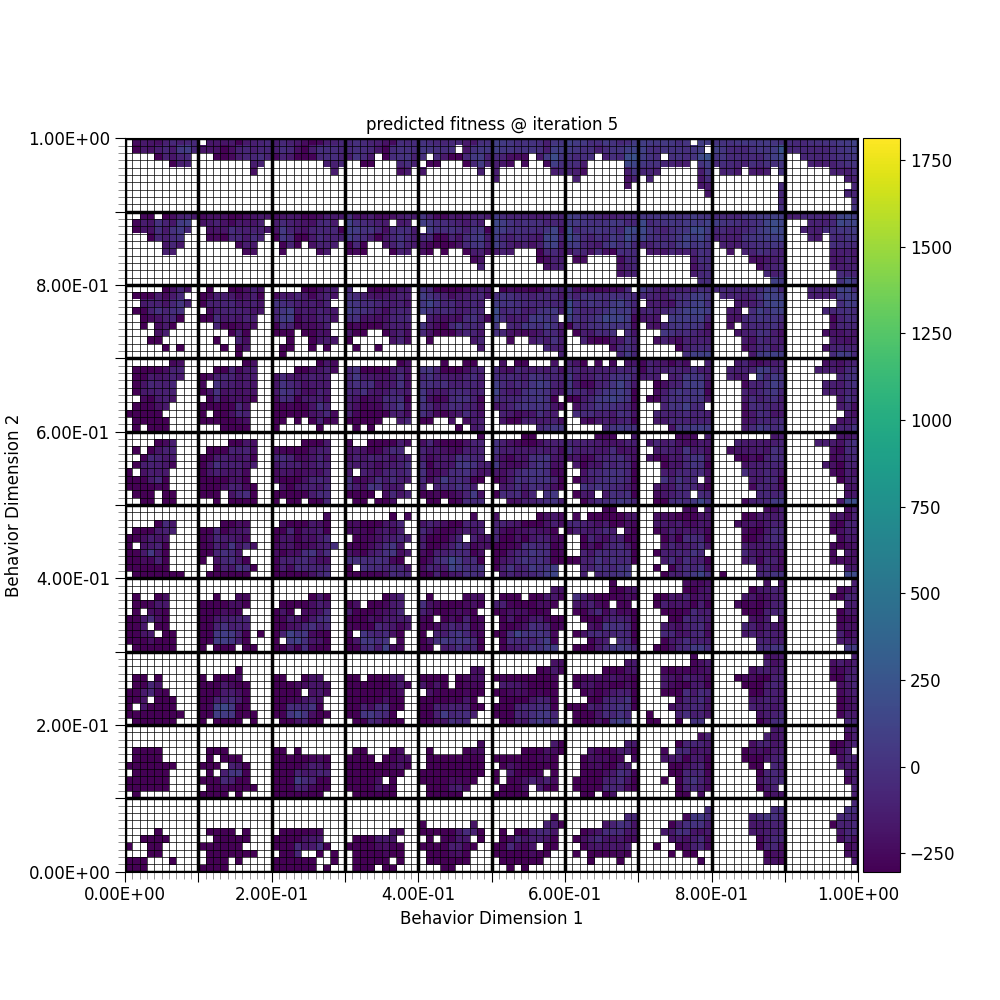 predicted fitness @ iteration 5
1.00E+00
8.00E-01
6.00E-01
4.00E-01
2.00E-01
0.00E+00
Behavior Dimension 2
0.00E+00 2.00E-01 4.00E-01 6.00E-01 8.00E-01 1.00E+00
Behavior Dimension 1
1750
1500
1250
1000
750
500
250
0
−250